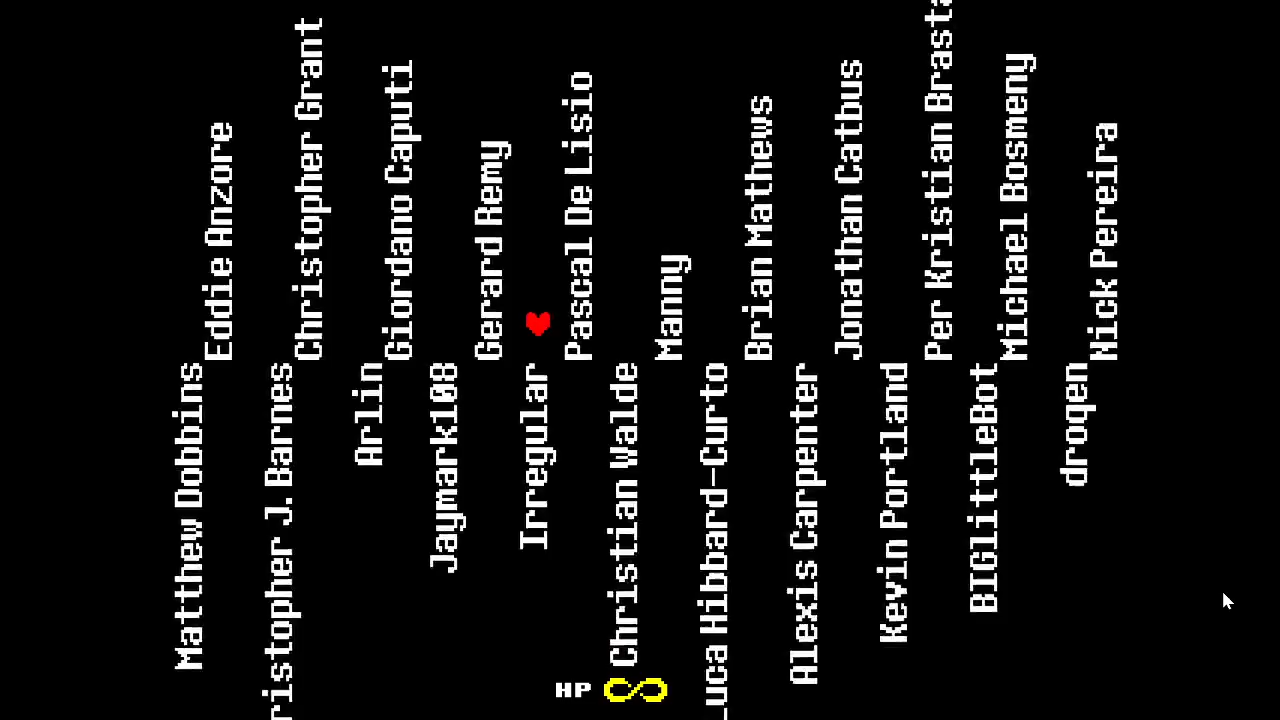 Matthew Dobbins
Eddie Anzore
ristopher J. Barnes
Christopher Grant
Arlin
Giordano Caputi
Jaymark108
Gerard Remy
Irregular
Pascal De Lisio
Christian Walde
Manny
Luca Hibbard-Curto
Brian Mathews
Alexis Carpenter
Jonathan Catbus
Kevin Portland
Per Kristian Brasta
BIGlittleBot
Michael Bosmeny
droqen
Nick Pereira
HP ∞